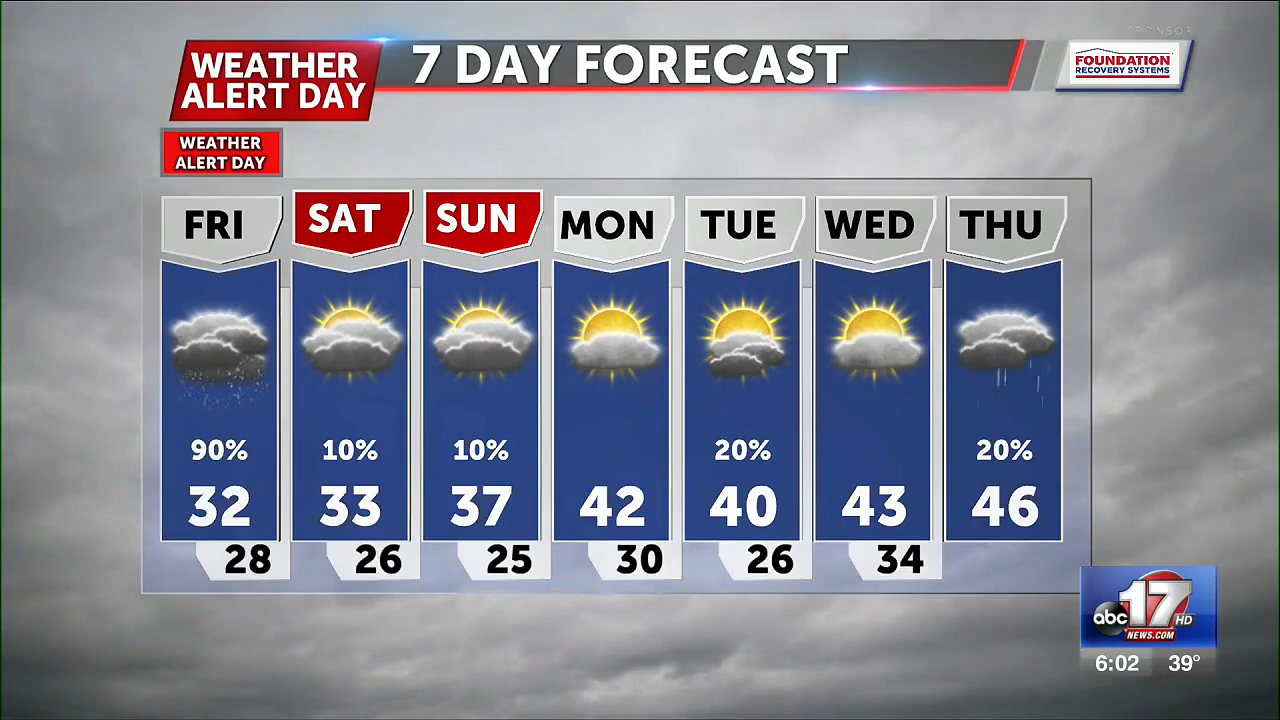 SPONSOR
WEATHER
ALERT DAY
7 DAY FORECAST
FOUNDATION
RECOVERY SYSTEMS
WEATHER
ALERT DAY
FRI SAT SUN MON TUE WED THU
90% 10% 10% 20% 20%
32 33 37 42 40 43 46
28 26 25 30 26 34
abc 17 HD
NEWS.COM
6:02 39°